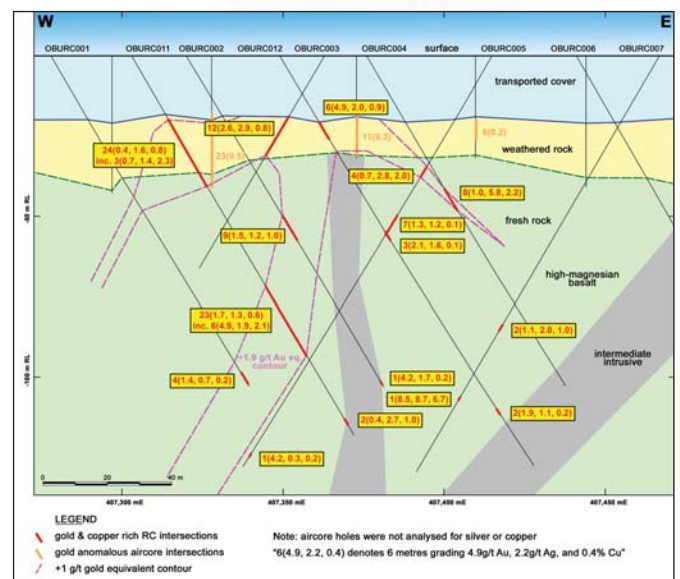 W E
OBURC001 OBURC011 OBURC002 OBURC012 OBURC003 OBURC004 surface OBURC005 OBURC006 OBURC007
transported cover
6(4.9, 2.0, 0.9)
12(2.6, 2.9, 0.8)
11(0.3)
6(0.2)
24(0.4, 1.6, 0.8)
inc. 3(0.7, 1.4, 2.3)
23(0.5)
weathered rock
4(0.7, 2.8, 2.0)
8(1.0, 5.8, 2.2)
-50 m RL
fresh rock
7(1.3, 1.2, 0.1)
9(1.5, 1.2, 1.0)
3(2.1, 1.6, 0.1)
high-magnesian
basalt
23(1.7, 1.3, 0.6)
inc. 6(4.9, 1.9, 2.1)
2(1.1, 2.0, 1.0)
+1.0 g/t Au eq.
contour
intermediate
intrusive
-100 m RL
4(1.4, 0.7, 0.2)
1(4.2, 1.7, 0.2)
1(8.5, 8.7, 6.7)
2(0.4, 2.7, 1.0)
2(1.9, 1.1, 0.2)
1(4.2, 0.3, 0.2)
0 20 40 m
407,300 mE 407,350 mE 407,400 mE 407,450 mE
LEGEND
gold & copper rich RC intersections
Note: aircore holes were not analysed for silver or copper
gold anomalous aircore intersections
"6(4.9, 2.2, 0.4) denotes 6 metres grading 4.9g/t Au, 2.2g/t Ag, and 0.4% Cu"
+1 g/t gold equivalent contour